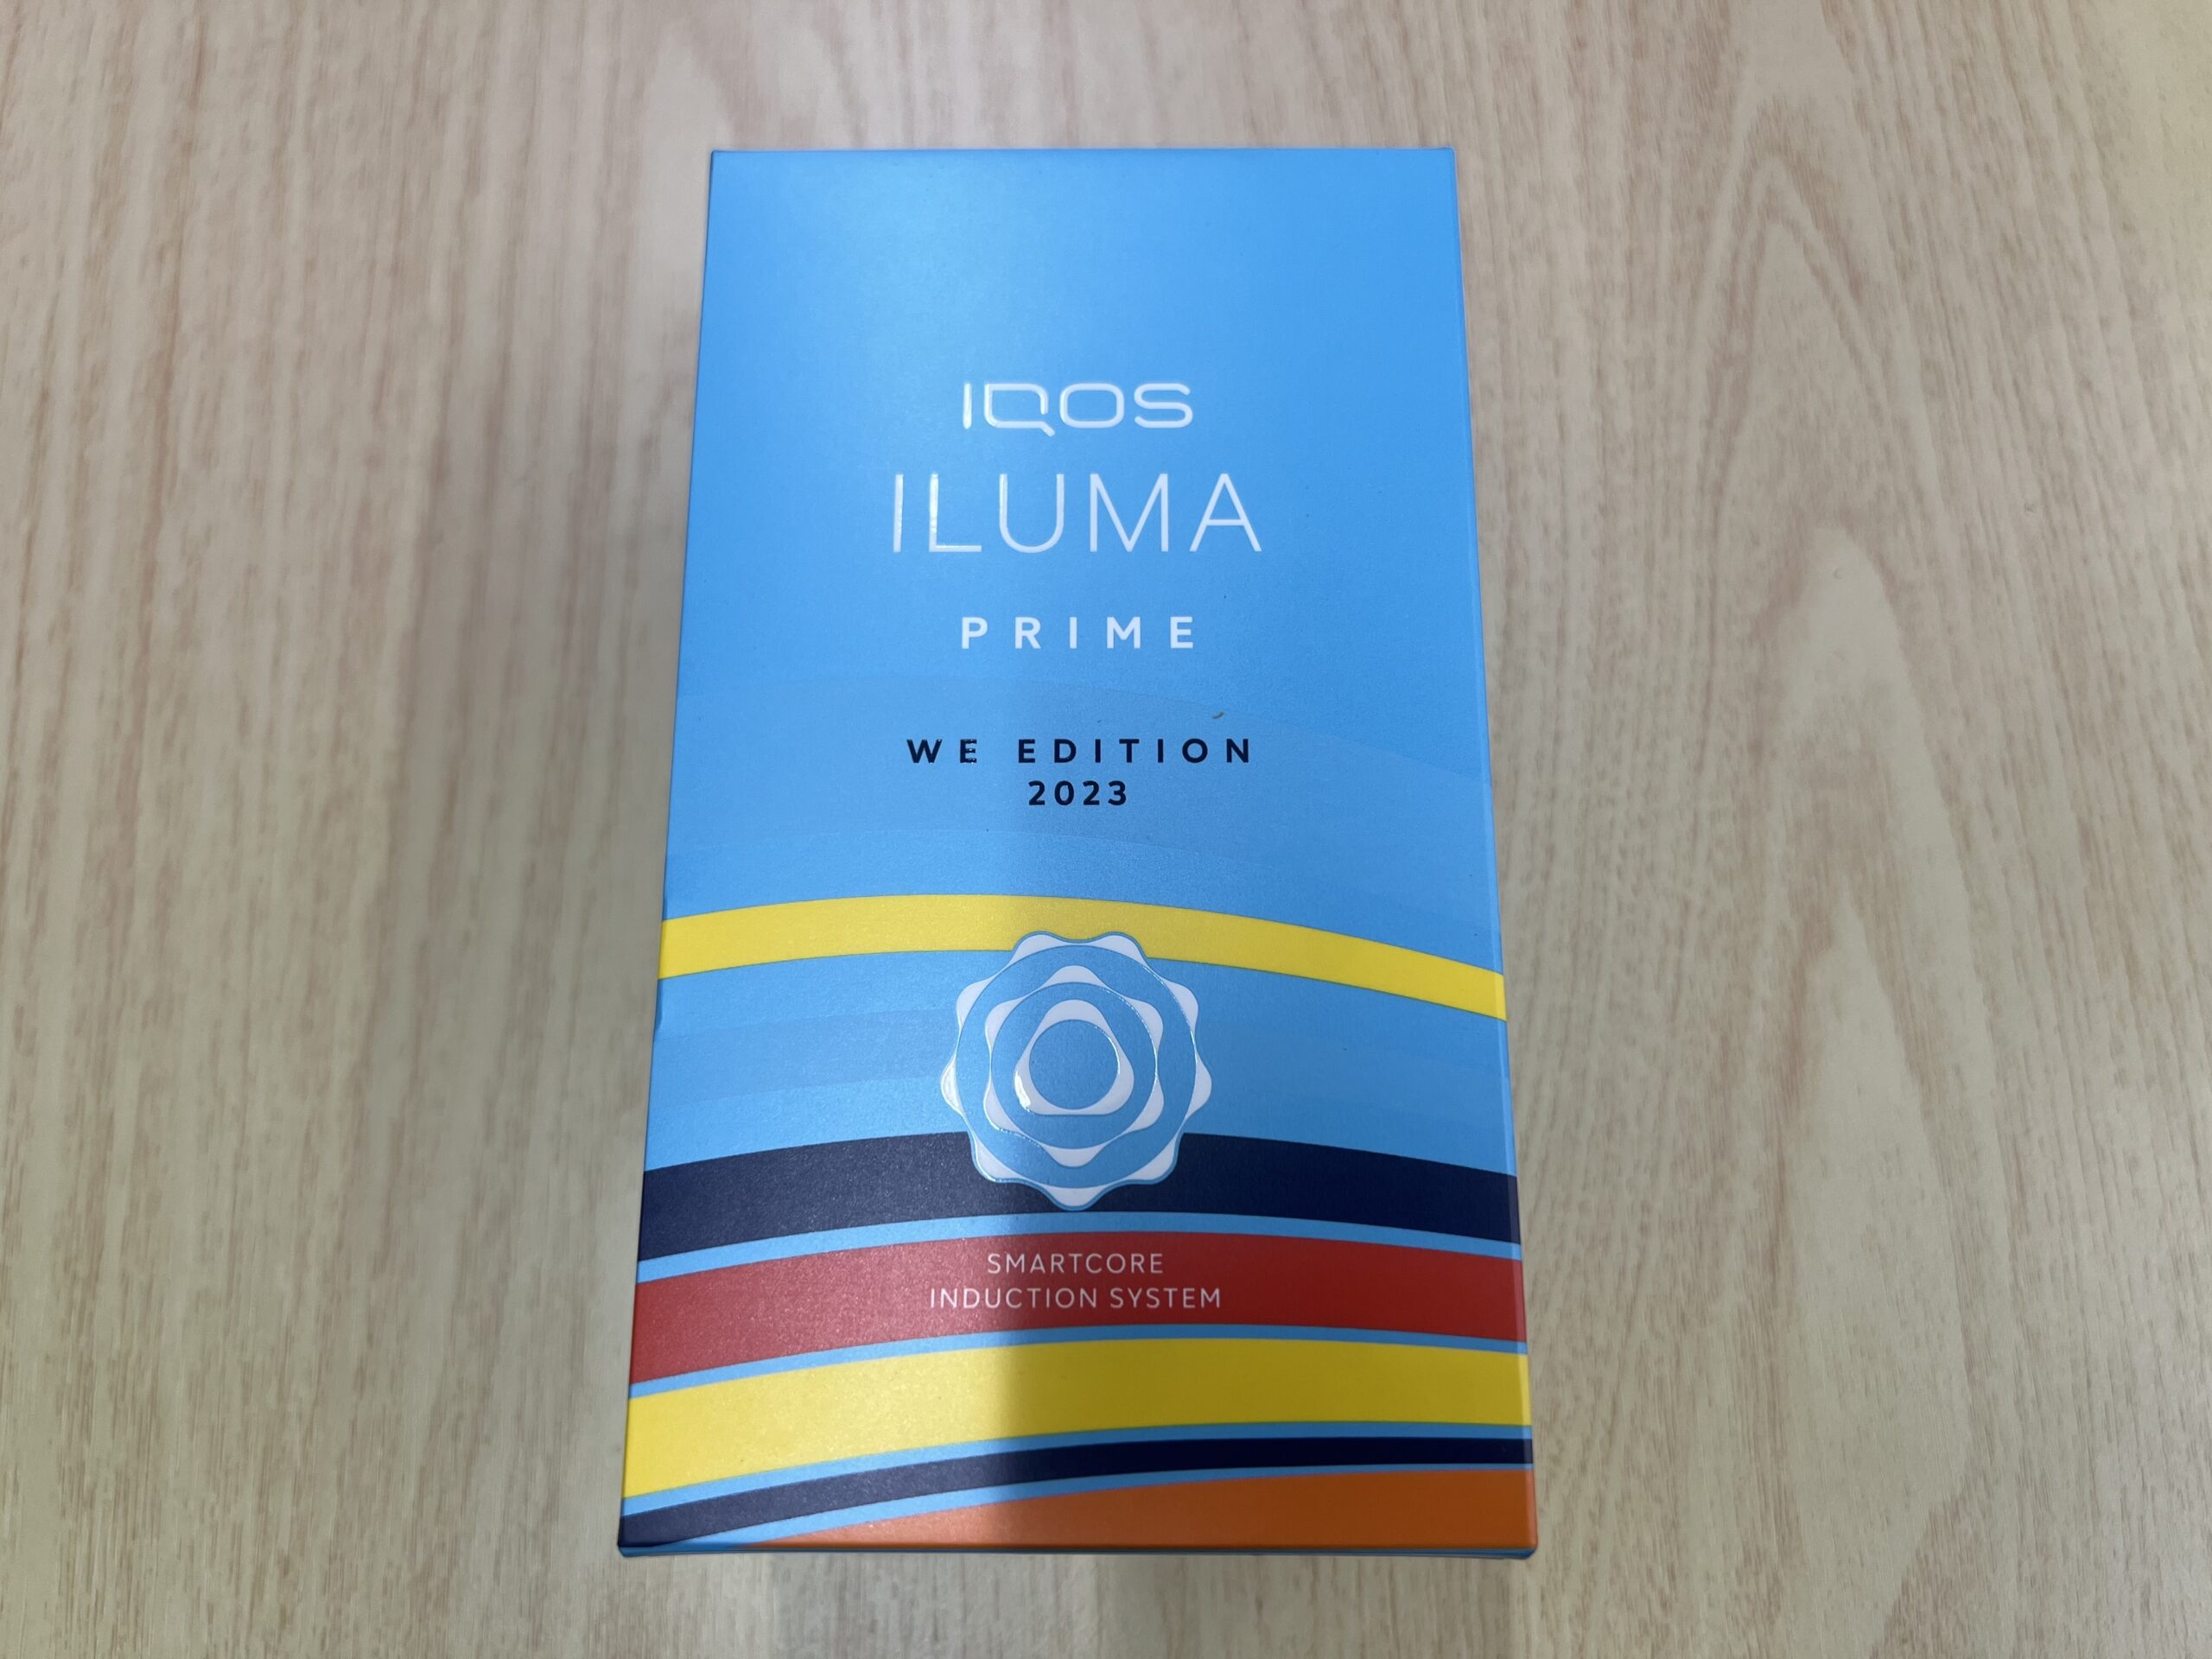 IQOS
ILUMA
PRIME
WE EDITION
2023
SMARTCORE
INDUCTION SYSTEM